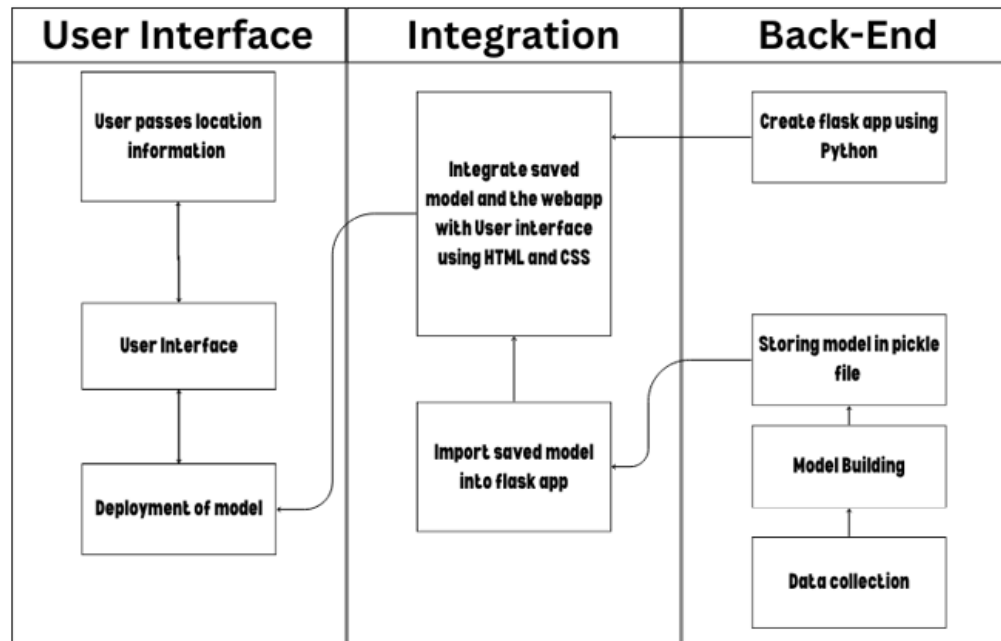 User Interface
Integration
Back-End
User passes location
information
User Interface
Deployment of model
Integrate saved
model and the webapp
with User interface
using HTML and CSS
Import saved model
into flask app
Create flask app using
Python
Storing model in pickle
file
Model Building
Data collection